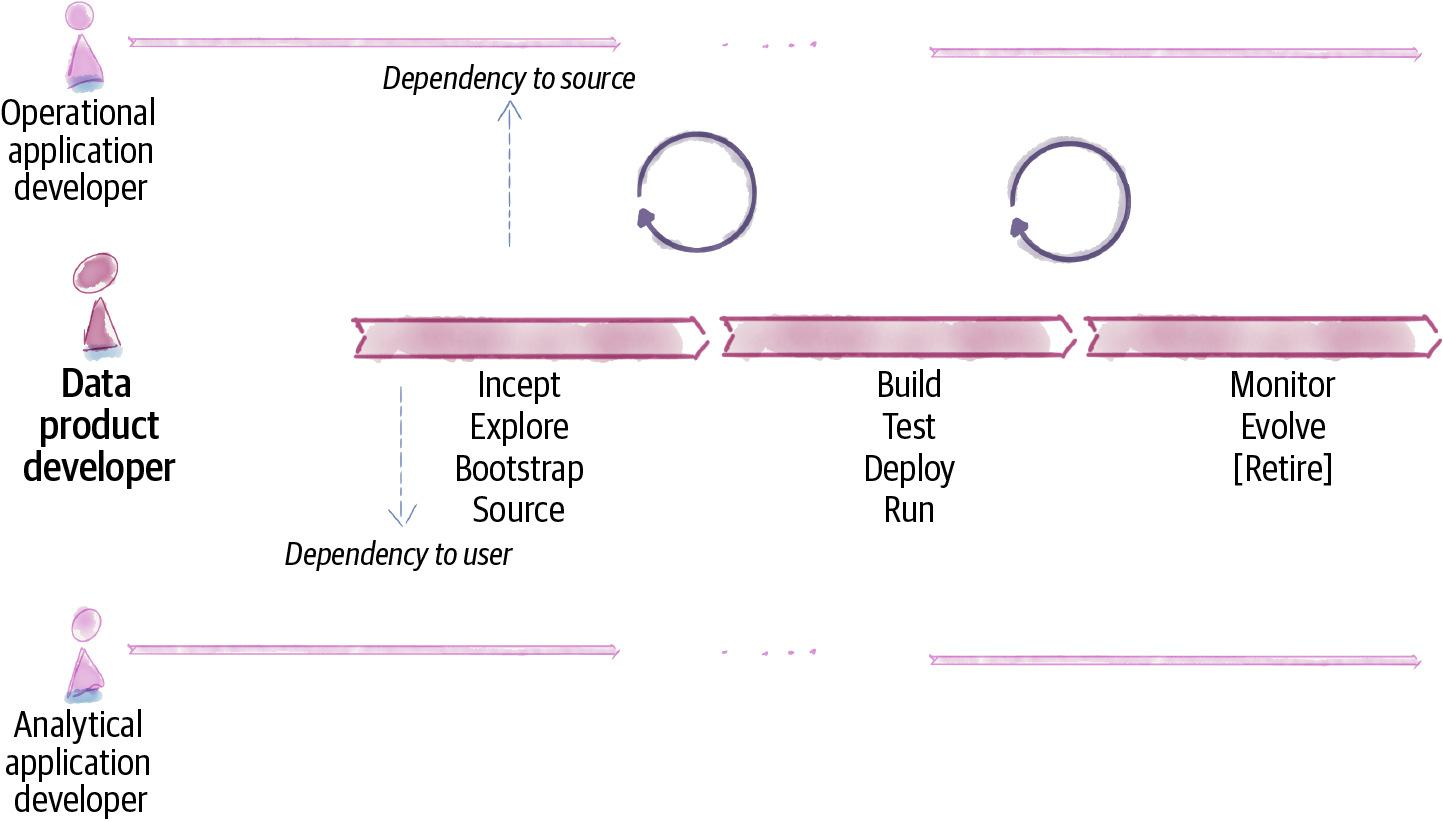 Dependency to source
Operational
application
developer
Data
product
developer
Incept
Explore
Bootstrap
Source
Build
Test
Deploy
Run
Monitor
Evolve
[Retire]
Dependency to user
Analytical
application
developer